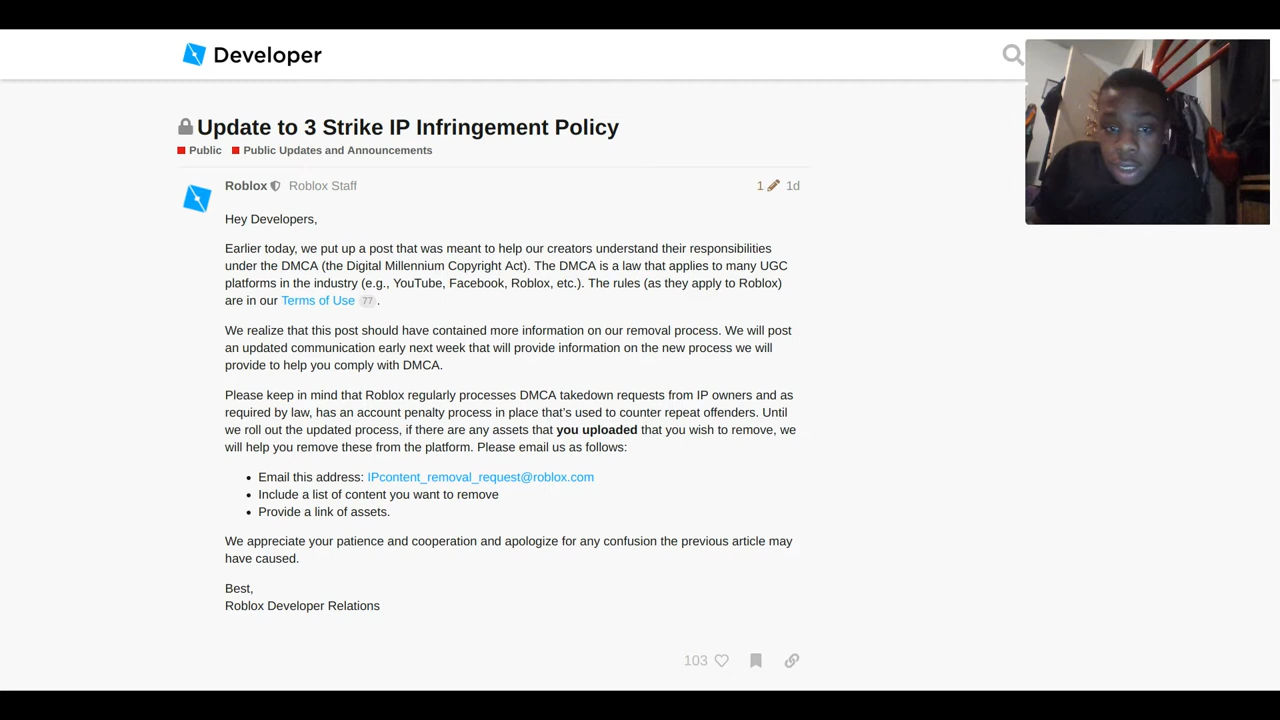 Developer
Update to 3 Strike IP Infringement Policy
Public Public Updates and Announcements
Roblox Roblox Staff 1 1d
Hey Developers,
Earlier today, we put up a post that was meant to help our creators understand their responsibilities
under the DMCA (the Digital Millennium Copyright Act). The DMCA is a law that applies to many UGC
platforms in the industry (e.g., YouTube, Facebook, Roblox, etc.). The rules (as they apply to Roblox)
are in our Terms of Use 77 .
We realize that this post should have contained more information on our removal process. We will post
an updated communication early next week that will provide information on the new process we will
provide to help you comply with DMCA.
Please keep in mind that Roblox regularly processes DMCA takedown requests from IP owners and as
required by law, has an account penalty process in place that’s used to counter repeat offenders. Until
we roll out the updated process, if there are any assets that you uploaded that you wish to remove, we
will help you remove these from the platform. Please email us as follows:
• Email this address: IPcontent_removal_request@roblox.com
• Include a list of content you want to remove
• Provide a link of assets.
We appreciate your patience and cooperation and apologize for any confusion the previous article may
have caused.
Best,
Roblox Developer Relations
103